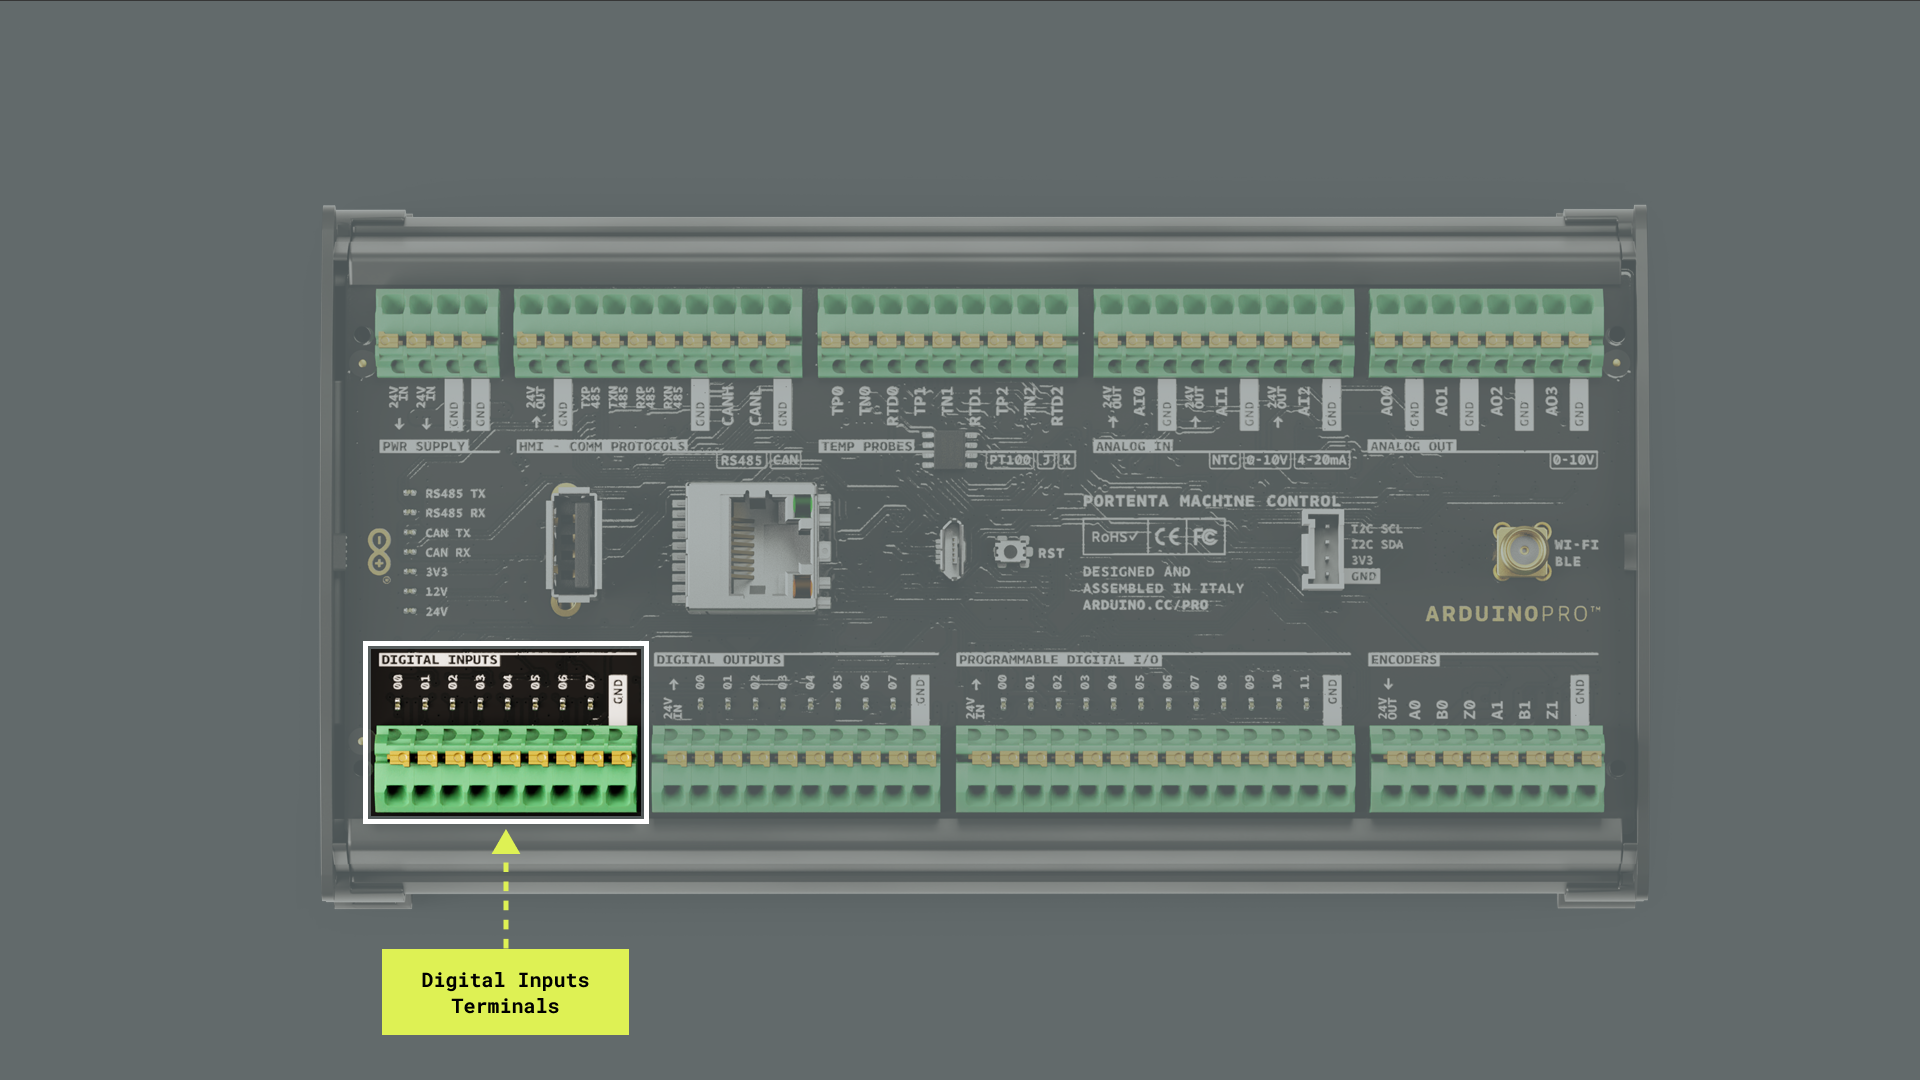 24V IN
24V IN
GND
GND
24V OUT
GND
TXP 485
TXN 485
RXP 485
RXN 485
GND
CANH
CANL
GND
TP0
TN0
RTD0
TP1
TN1
RTD1
TP2
TN2
RTD2
24V OUT
AI0
GND
24V OUT
AI1
GND
24V OUT
AI2
GND
AO0
GND
AO1
GND
AO2
GND
AO3
GND
PWR SUPPLY
HMI - COMM PROTOCOLS
TEMP PROBES
ANALOG IN
ANALOG OUT
RS485 CAN
PT100 J K
NTC 0-10V 4-20mA
0-10V
RS485 TX
RS485 RX
CAN TX
CAN RX
3V3
12V
24V
RST
PORTENTA MACHINE CONTROL
RoHS✓ CE FC
DESIGNED AND
ASSEMBLED IN ITALY
ARDUINO.CC/PRO
I2C SCL
I2C SDA
3V3
GND
WI-FI
BLE
ARDUINOPRO™
DIGITAL INPUTS
00 01 02 03 04 05 06 07 GND
DIGITAL OUTPUTS
24V IN 00 01 02 03 04 05 06 07 GND
PROGRAMMABLE DIGITAL I/O
24V IN 00 01 02 03 04 05 06 07 08 09 10 11 GND
ENCODERS
24V OUT A0 B0 Z0 A1 B1 Z1 GND
Digital Inputs
Terminals